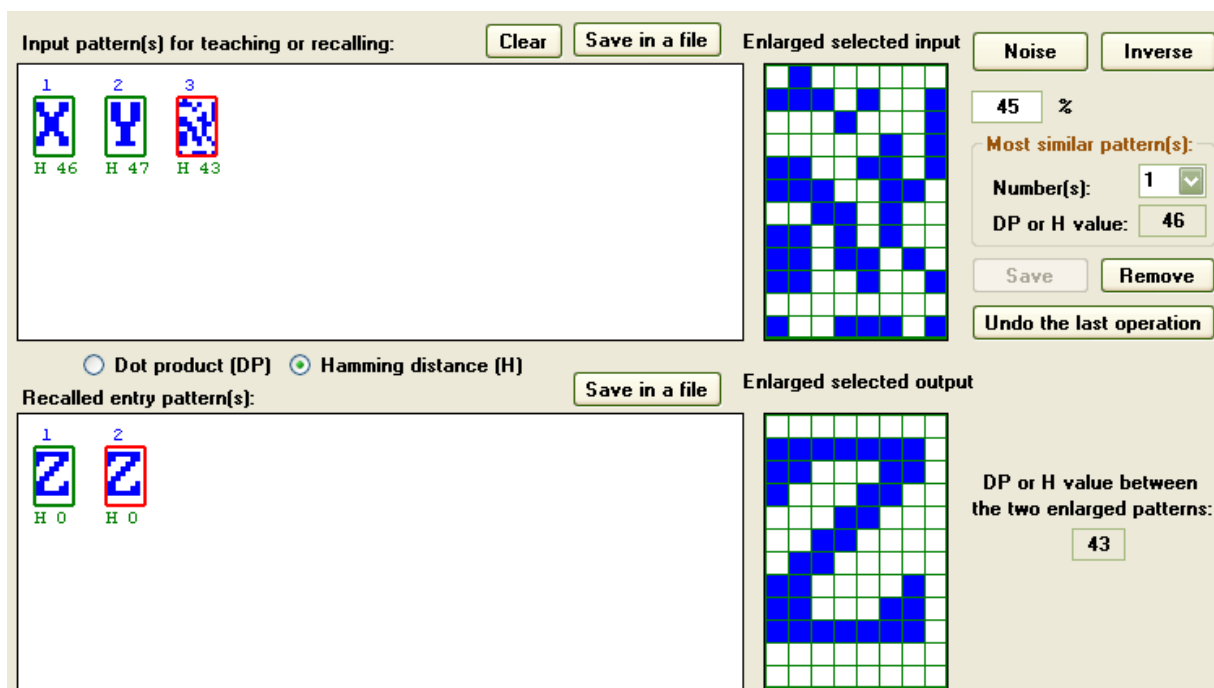 Input pattern(s) for teaching or recalling:
Clear
Save in a file
Enlarged selected input
Noise
Inverse
1 2 3
H 46 H 47 H 43
45 %
Most similar pattern(s):
Number(s): 1
DP or H value: 46
Save
Remove
Undo the last operation
Dot product (DP) Hamming distance (H)
Recalled entry pattern(s):
Save in a file
Enlarged selected output
1 2
H 0 H 0
DP or H value between
the two enlarged patterns:
43